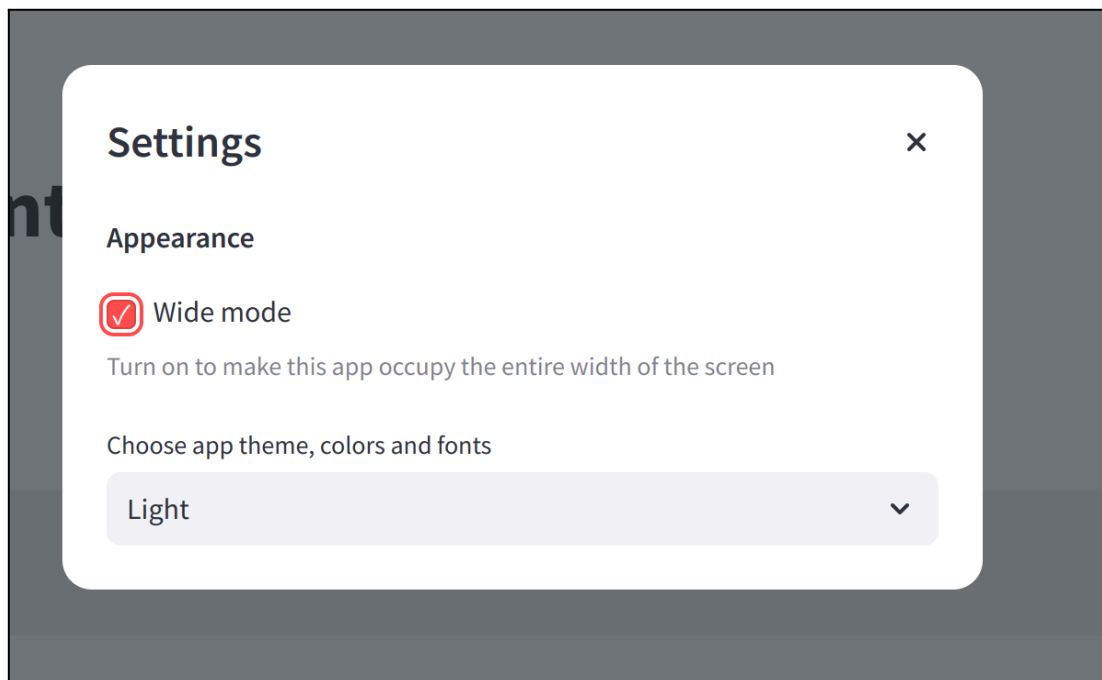 Settings
nt
Appearance
Wide mode
Turn on to make this app occupy the entire width of the screen
Choose app theme, colors and fonts
Light